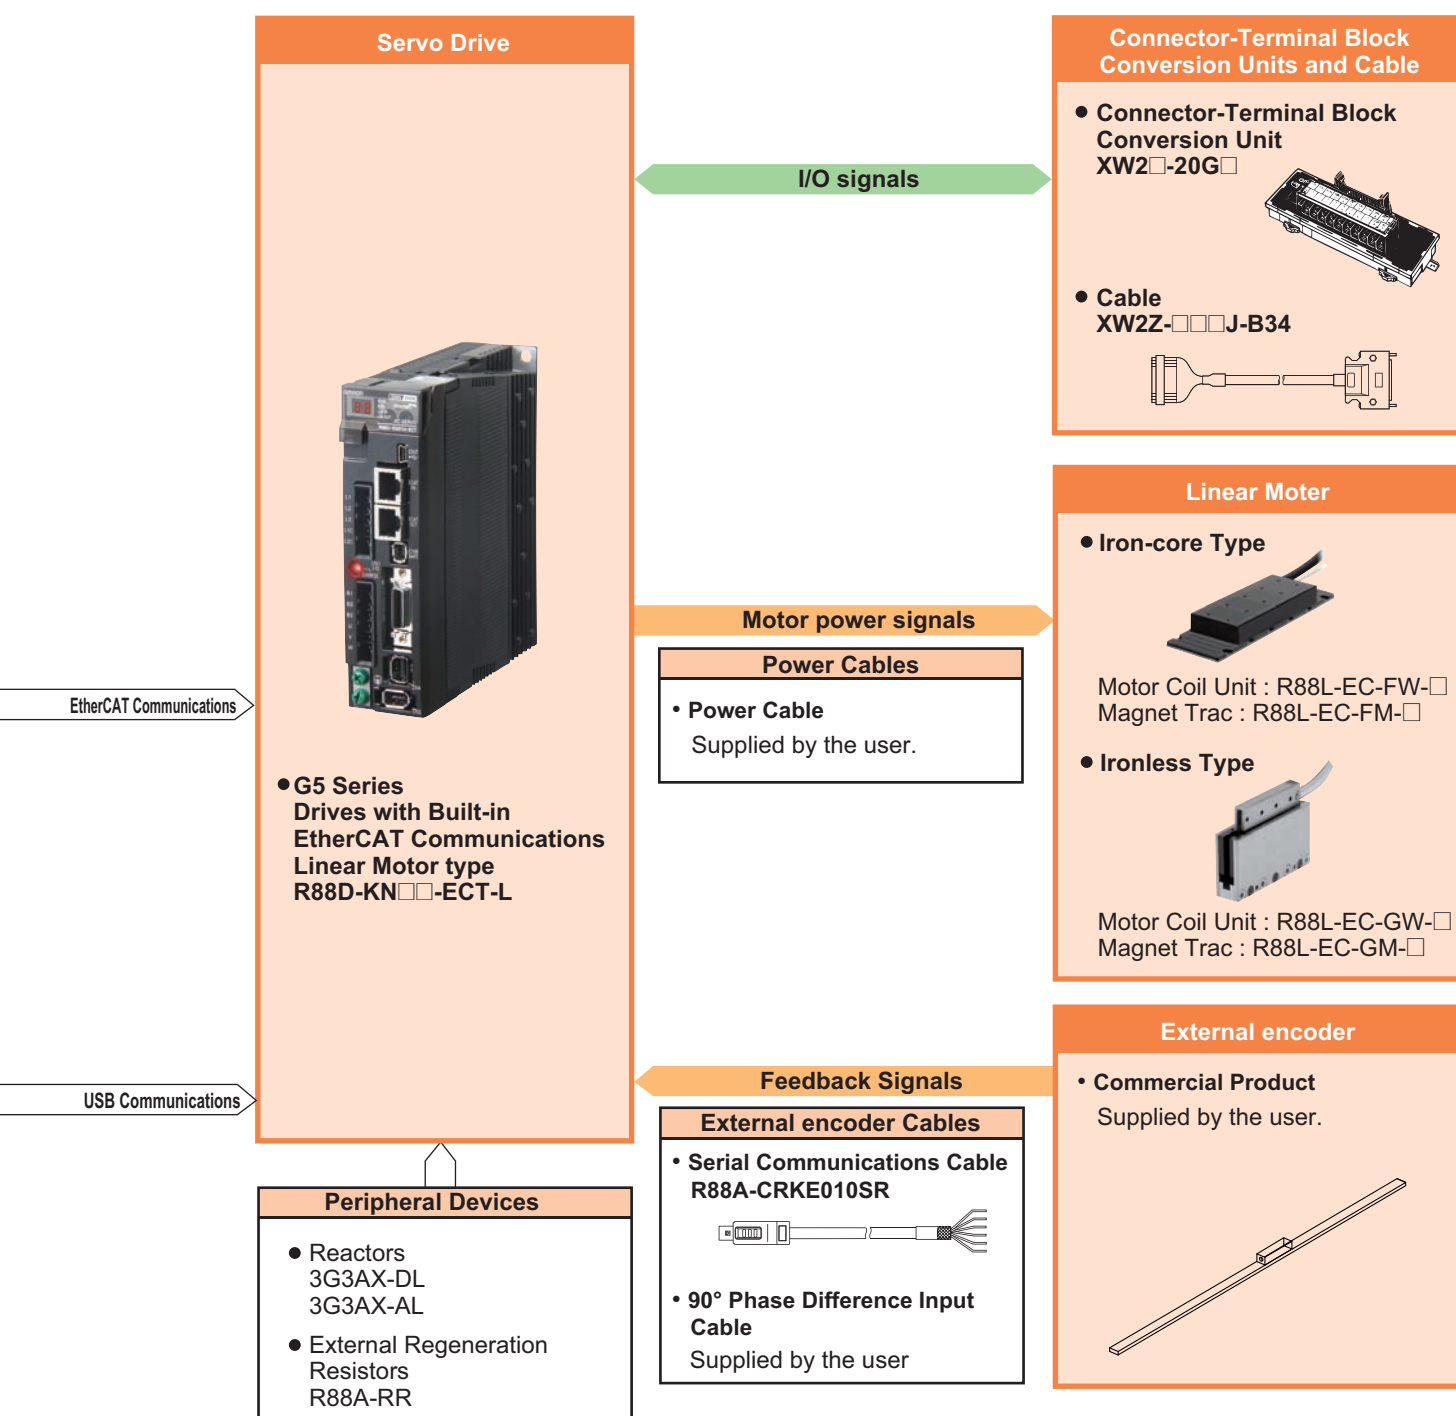 Servo Drive
G5 Series
Drives with Built-in
EtherCAT Communications
Linear Motor type
R88D-KN□□-ECT-L
EtherCAT Communications
USB Communications
Peripheral Devices
Reactors
3G3AX-DL
3G3AX-AL
External Regeneration
Resistors
R88A-RR
I/O signals
Motor power signals
Power Cables
• Power Cable
Supplied by the user.
Feedback Signals
External encoder Cables
• Serial Communications Cable
R88A-CRKE010SR
• 90° Phase Difference Input
Cable
Supplied by the user
Connector-Terminal Block
Conversion Units and Cable
● Connector-Terminal Block
Conversion Unit
XW2□-20G□
● Cable
XW2Z-□□□J-B34
Linear Moter
● Iron-core Type
Motor Coil Unit : R88L-EC-FW-□
Magnet Trac : R88L-EC-FM-□
● Ironless Type
Motor Coil Unit : R88L-EC-GW-□
Magnet Trac : R88L-EC-GM-□
External encoder
• Commercial Product
Supplied by the user.